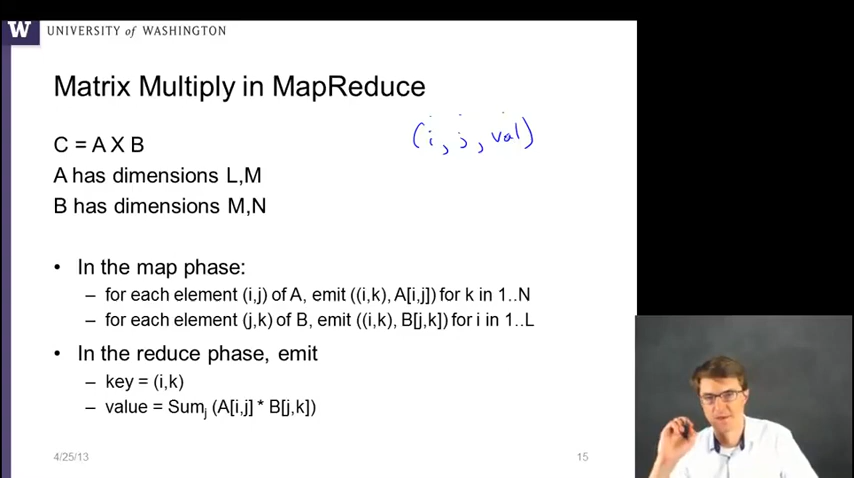 W UNIVERSITY of WASHINGTON
Matrix Multiply in MapReduce
(i, j, val)
C = A X B
A has dimensions L,M
B has dimensions M,N
• In the map phase:
– for each element (i,j) of A, emit ((i,k), A[i,j]) for k in 1..N
– for each element (j,k) of B, emit ((i,k), B[j,k]) for i in 1..L
• In the reduce phase, emit
– key = (i,k)
– value = Sumj (A[i,j] * B[j,k])
4/25/13 15